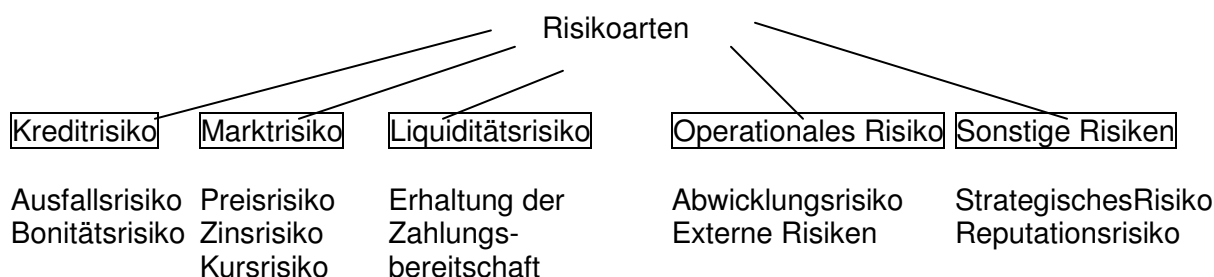 Risikoarten
Kreditrisiko Marktrisiko Liquiditätsrisiko Operationales Risiko Sonstige Risiken
Ausfallsrisiko Preisrisiko Erhaltung der Abwicklungsrisiko StrategischesRisiko
Bonitätsrisiko Zinsrisiko Zahlungs- Externe Risiken Reputationsrisiko
Kursrisiko bereitschaft